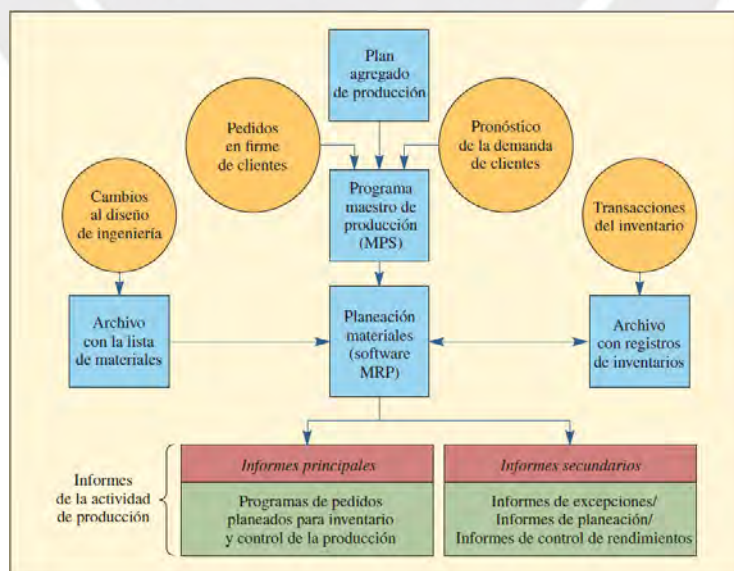 Plan
agregado
de producción
Pedidos
en firme
de clientes
Pronóstico
de la demanda
de clientes
Cambios
al diseño
de ingeniería
Programa
maestro de
producción
(MPS)
Transacciones
del inventario
Archivo
con la lista
de materiales
Planeación
materiales
(software
MRP)
Archivo
con registros
de inventarios
Informes
de la actividad
de producción
Informes principales
Programas de pedidos
planeados para inventario
y control de la producción
Informes secundarios
Informes de excepciones/
Informes de planeación/
Informes de control de rendimientos